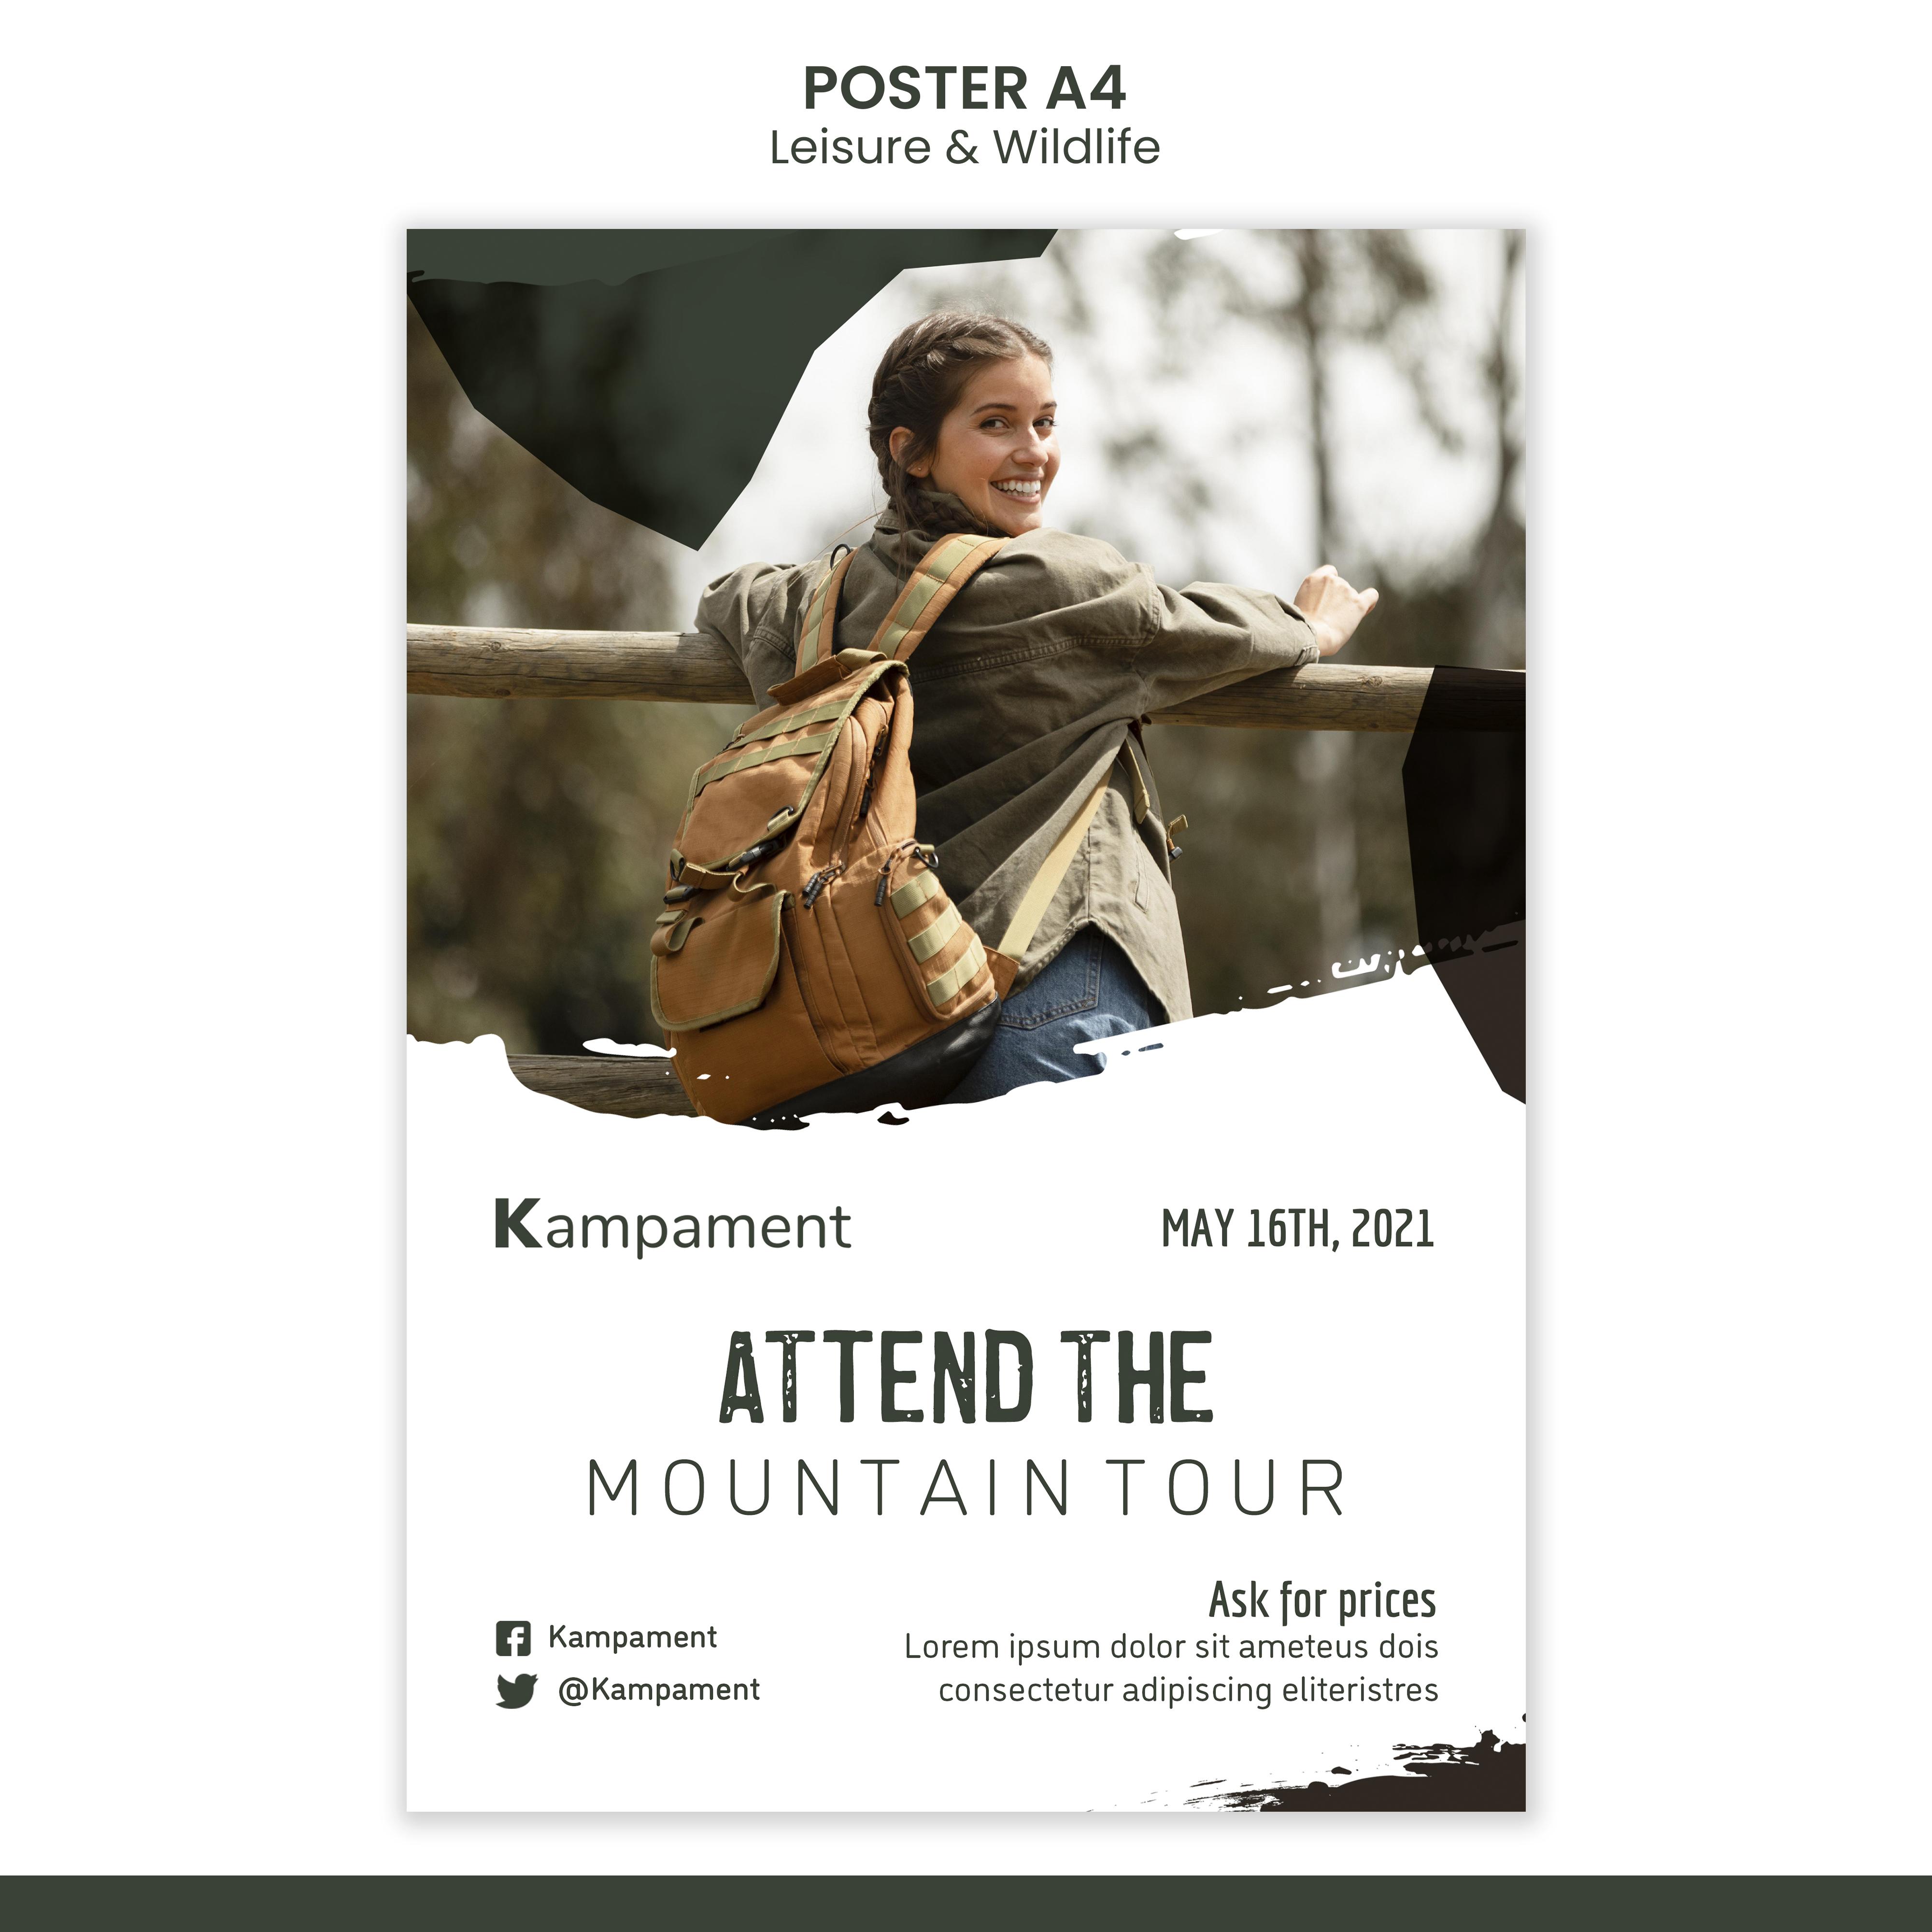 POSTER A4
Leisure & Wildlife
Kampament
MAY 16TH, 2021
ATTEND THE
MOUNTAIN TOUR
Ask for prices
Lorem ipsum dolor sit ameteus dois
consectetur adipiscing eliteristres
Kampament
@Kampament